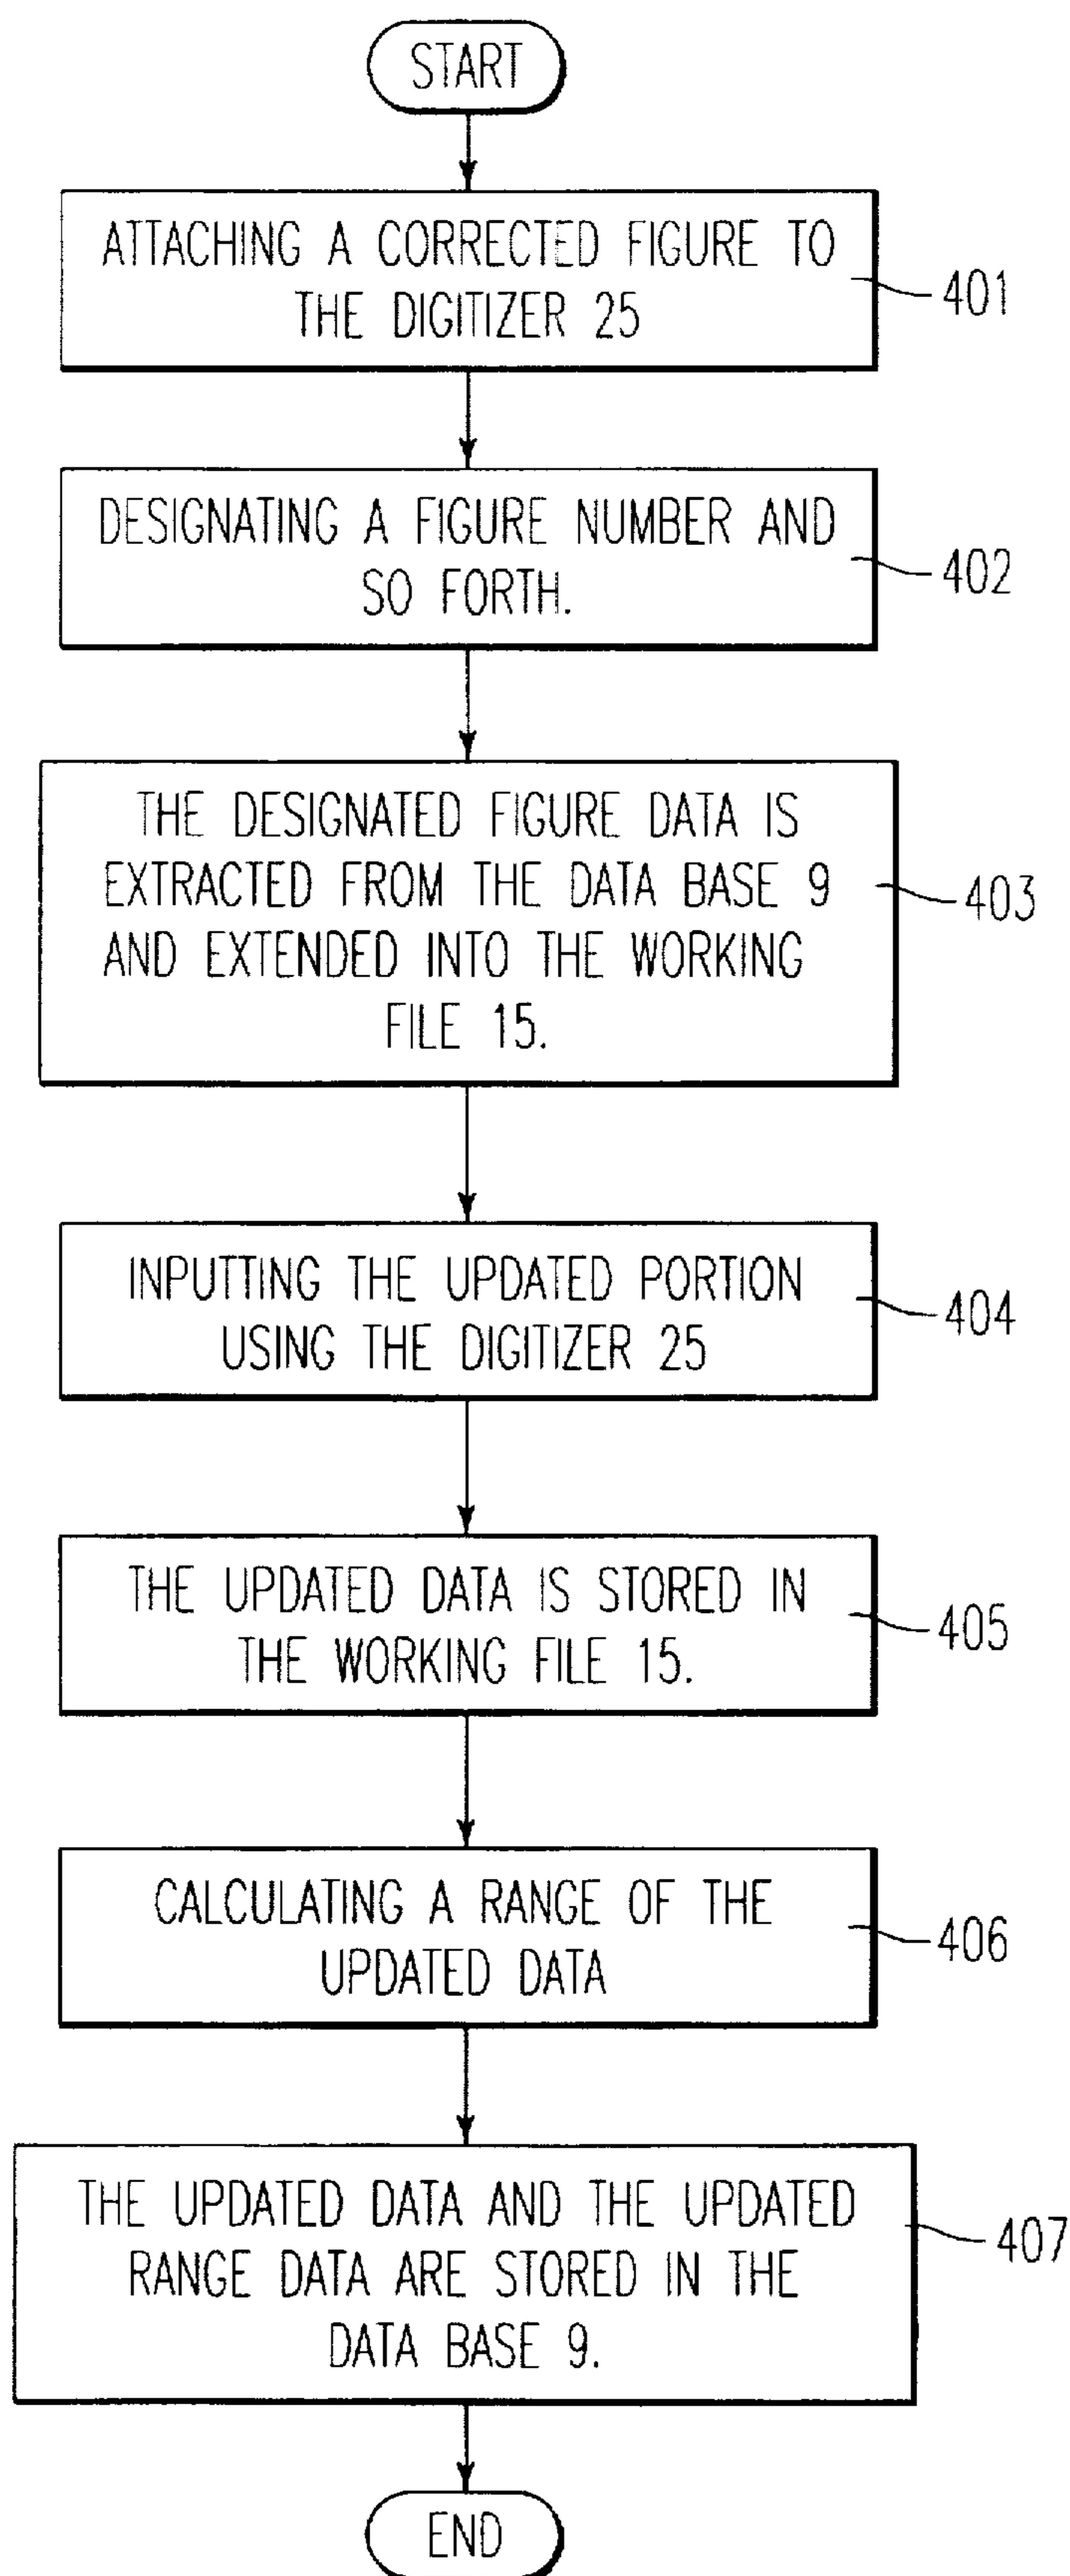 START
ATTACHING A CORRECTED FIGURE TO
THE DIGITIZER 25
401
DESIGNATING A FIGURE NUMBER AND
SO FORTH.
402
THE DESIGNATED FIGURE DATA IS
EXTRACTED FROM THE DATA BASE 9
AND EXTENDED INTO THE WORKING
FILE 15.
403
INPUTTING THE UPDATED PORTION
USING THE DIGITIZER 25
404
THE UPDATED DATA IS STORED IN
THE WORKING FILE 15.
405
CALCULATING A RANGE OF THE
UPDATED DATA
406
THE UPDATED DATA AND THE UPDATED
RANGE DATA ARE STORED IN THE
DATA BASE 9.
407
END